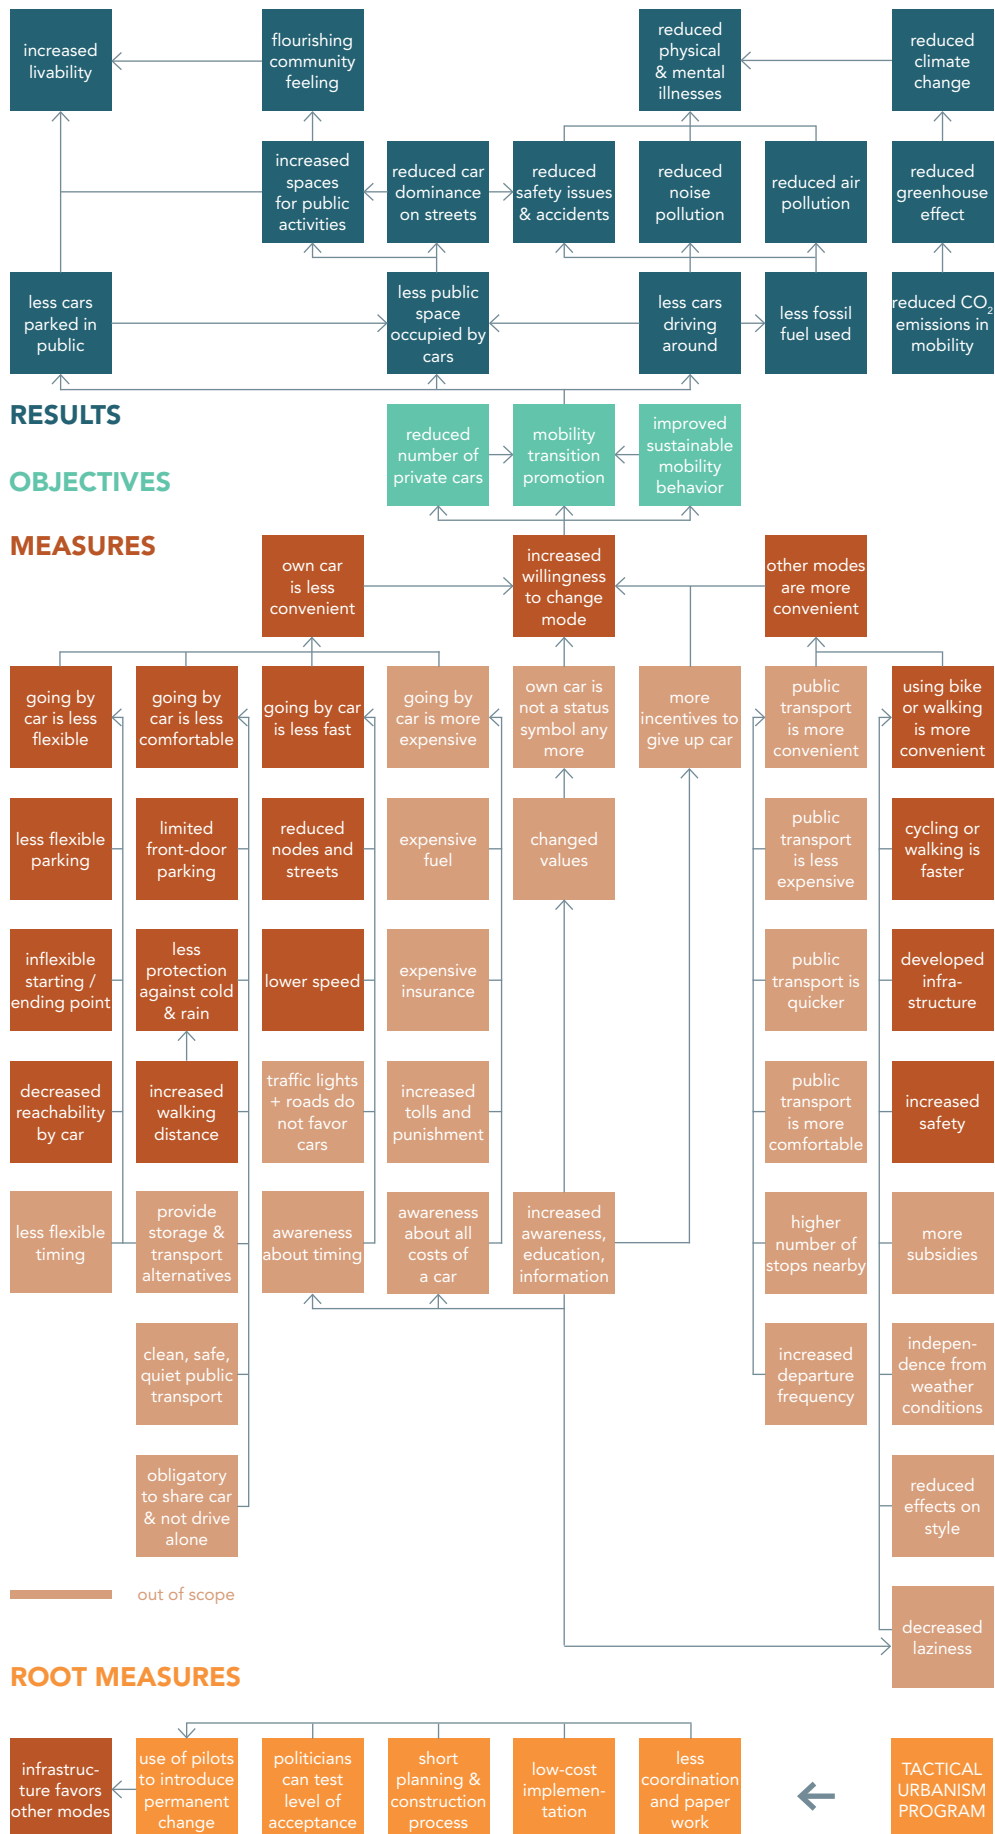 increased
livability
flourishing
community
feeling
reduced
physical
& mental
illnesses
reduced
climate
change
increased
spaces
for public
activities
reduced car
dominance
on streets
reduced
safety issues
& accidents
reduced
noise
pollution
reduced air
pollution
reduced
greenhouse
effect
less cars
parked in
public
less public
space
occupied by
cars
less cars
driving
around
less fossil
fuel used
reduced CO₂
emissions in
mobility
RESULTS
OBJECTIVES
reduced
number of
private cars
mobility
transition
promotion
improved
sustainable
mobility
behavior
MEASURES
own car
is less
convenient
increased
willingness
to change
mode
other modes
are more
convenient
going by
car is less
flexible
going by
car is less
comfortable
going by car
is less fast
going by
car is more
expensive
own car is
not a status
symbol any
more
more
incentives to
give up car
public
transport
is more
convenient
using bike
or walking
is more
convenient
less flexible
parking
limited
front-door
parking
reduced
nodes and
streets
expensive
fuel
changed
values
public
transport
is less
expensive
cycling or
walking is
faster
inflexible
starting /
ending point
less
protection
against cold
& rain
lower speed
expensive
insurance
public
transport is
quicker
developed
infra-
structure
decreased
reachability
by car
increased
walking
distance
traffic lights
+ roads do
not favor
cars
increased
tolls and
punishment
public
transport
is more
comfortable
increased
safety
less flexible
timing
provide
storage &
transport
alternatives
awareness
about timing
awareness
about all
costs of
a car
increased
awareness,
education,
information
higher
number of
stops nearby
more
subsidies
clean, safe,
quiet public
transport
increased
departure
frequency
indepen-
dence from
weather
conditions
obligatory
to share car
& not drive
alone
reduced
effects on
style
out of scope
decreased
laziness
ROOT MEASURES
infrastruc-
ture favors
other modes
use of pilots
to introduce
permanent
change
politicians
can test
level of
acceptance
short
planning &
construction
process
low-cost
implemen-
tation
less
coordination
and paper
work
TACTICAL
URBANISM
PROGRAM